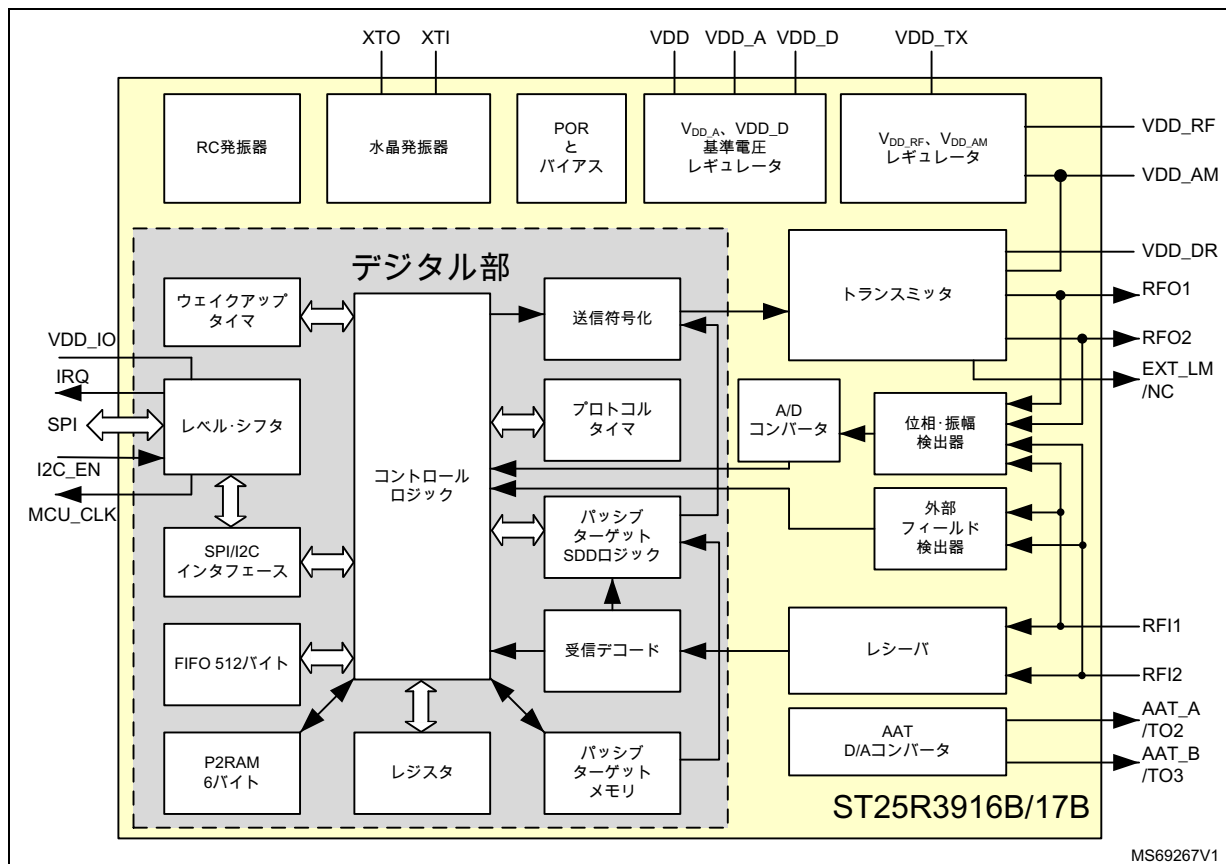 XTO XTI VDD VDD_A VDD_D VDD_TX
RC発振器
水晶発振器
POR
と
バイアス
VDD_A、VDD_D
基準電圧
レギュレータ
VDD_RF、VDD_AM
レギュレータ
VDD_RF
VDD_AM
デジタル部
ウェイクアップ
タイマ
VDD_IO
IRQ
SPI
I2C_EN
MCU_CLK
レベル・シフタ
SPI/I2C
インタフェース
FIFO 512バイト
P2RAM
6バイト
コントロール
ロジック
レジスタ
送信符号化
プロトコル
タイマ
パッシブ
ターゲット
SDDロジック
受信デコード
パッシブ
ターゲット
メモリ
トランスミッタ
A/D
コンバータ
位相・振幅
検出器
外部
フィールド
検出器
レシーバ
AAT
D/Aコンバータ
VDD_DR
RFO1
RFO2
EXT_LM
/NC
RFI1
RFI2
AAT_A
/TO2
AAT_B
/TO3
ST25R3916B/17B
MS69267V1